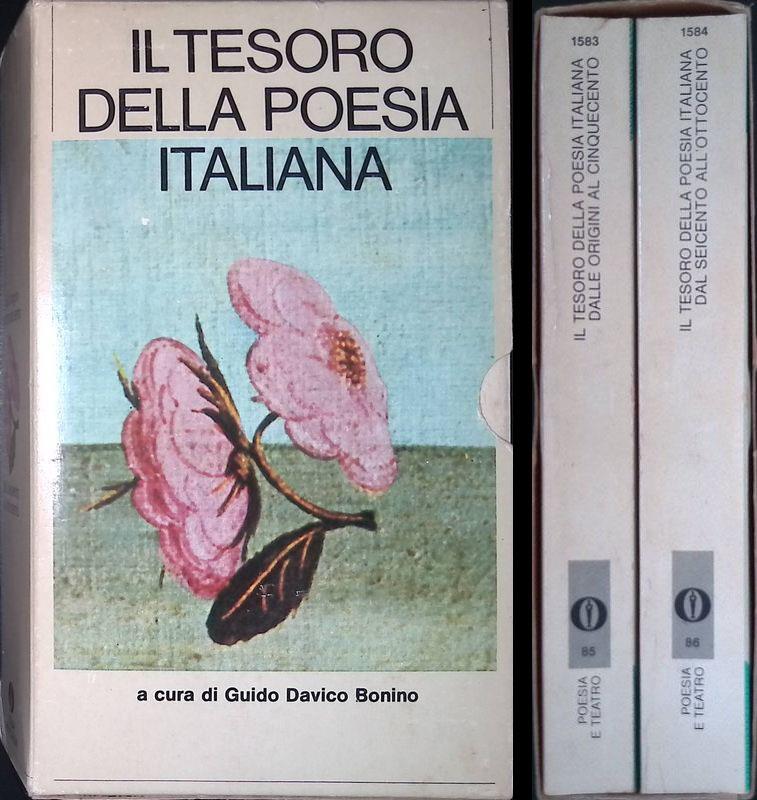 IL TESORO
DELLA POESIA
ITALIANA
a cura di Guido Davico Bonino
1583
IL TESORO DELLA POESIA ITALIANA
DALLE ORIGINI AL CINQUECENTO
85
POESIA
E TEATRO
1584
IL TESORO DELLA POESIA ITALIANA
DAL SEICENTO ALL'OTTOCENTO
86
POESIA
E TEATRO